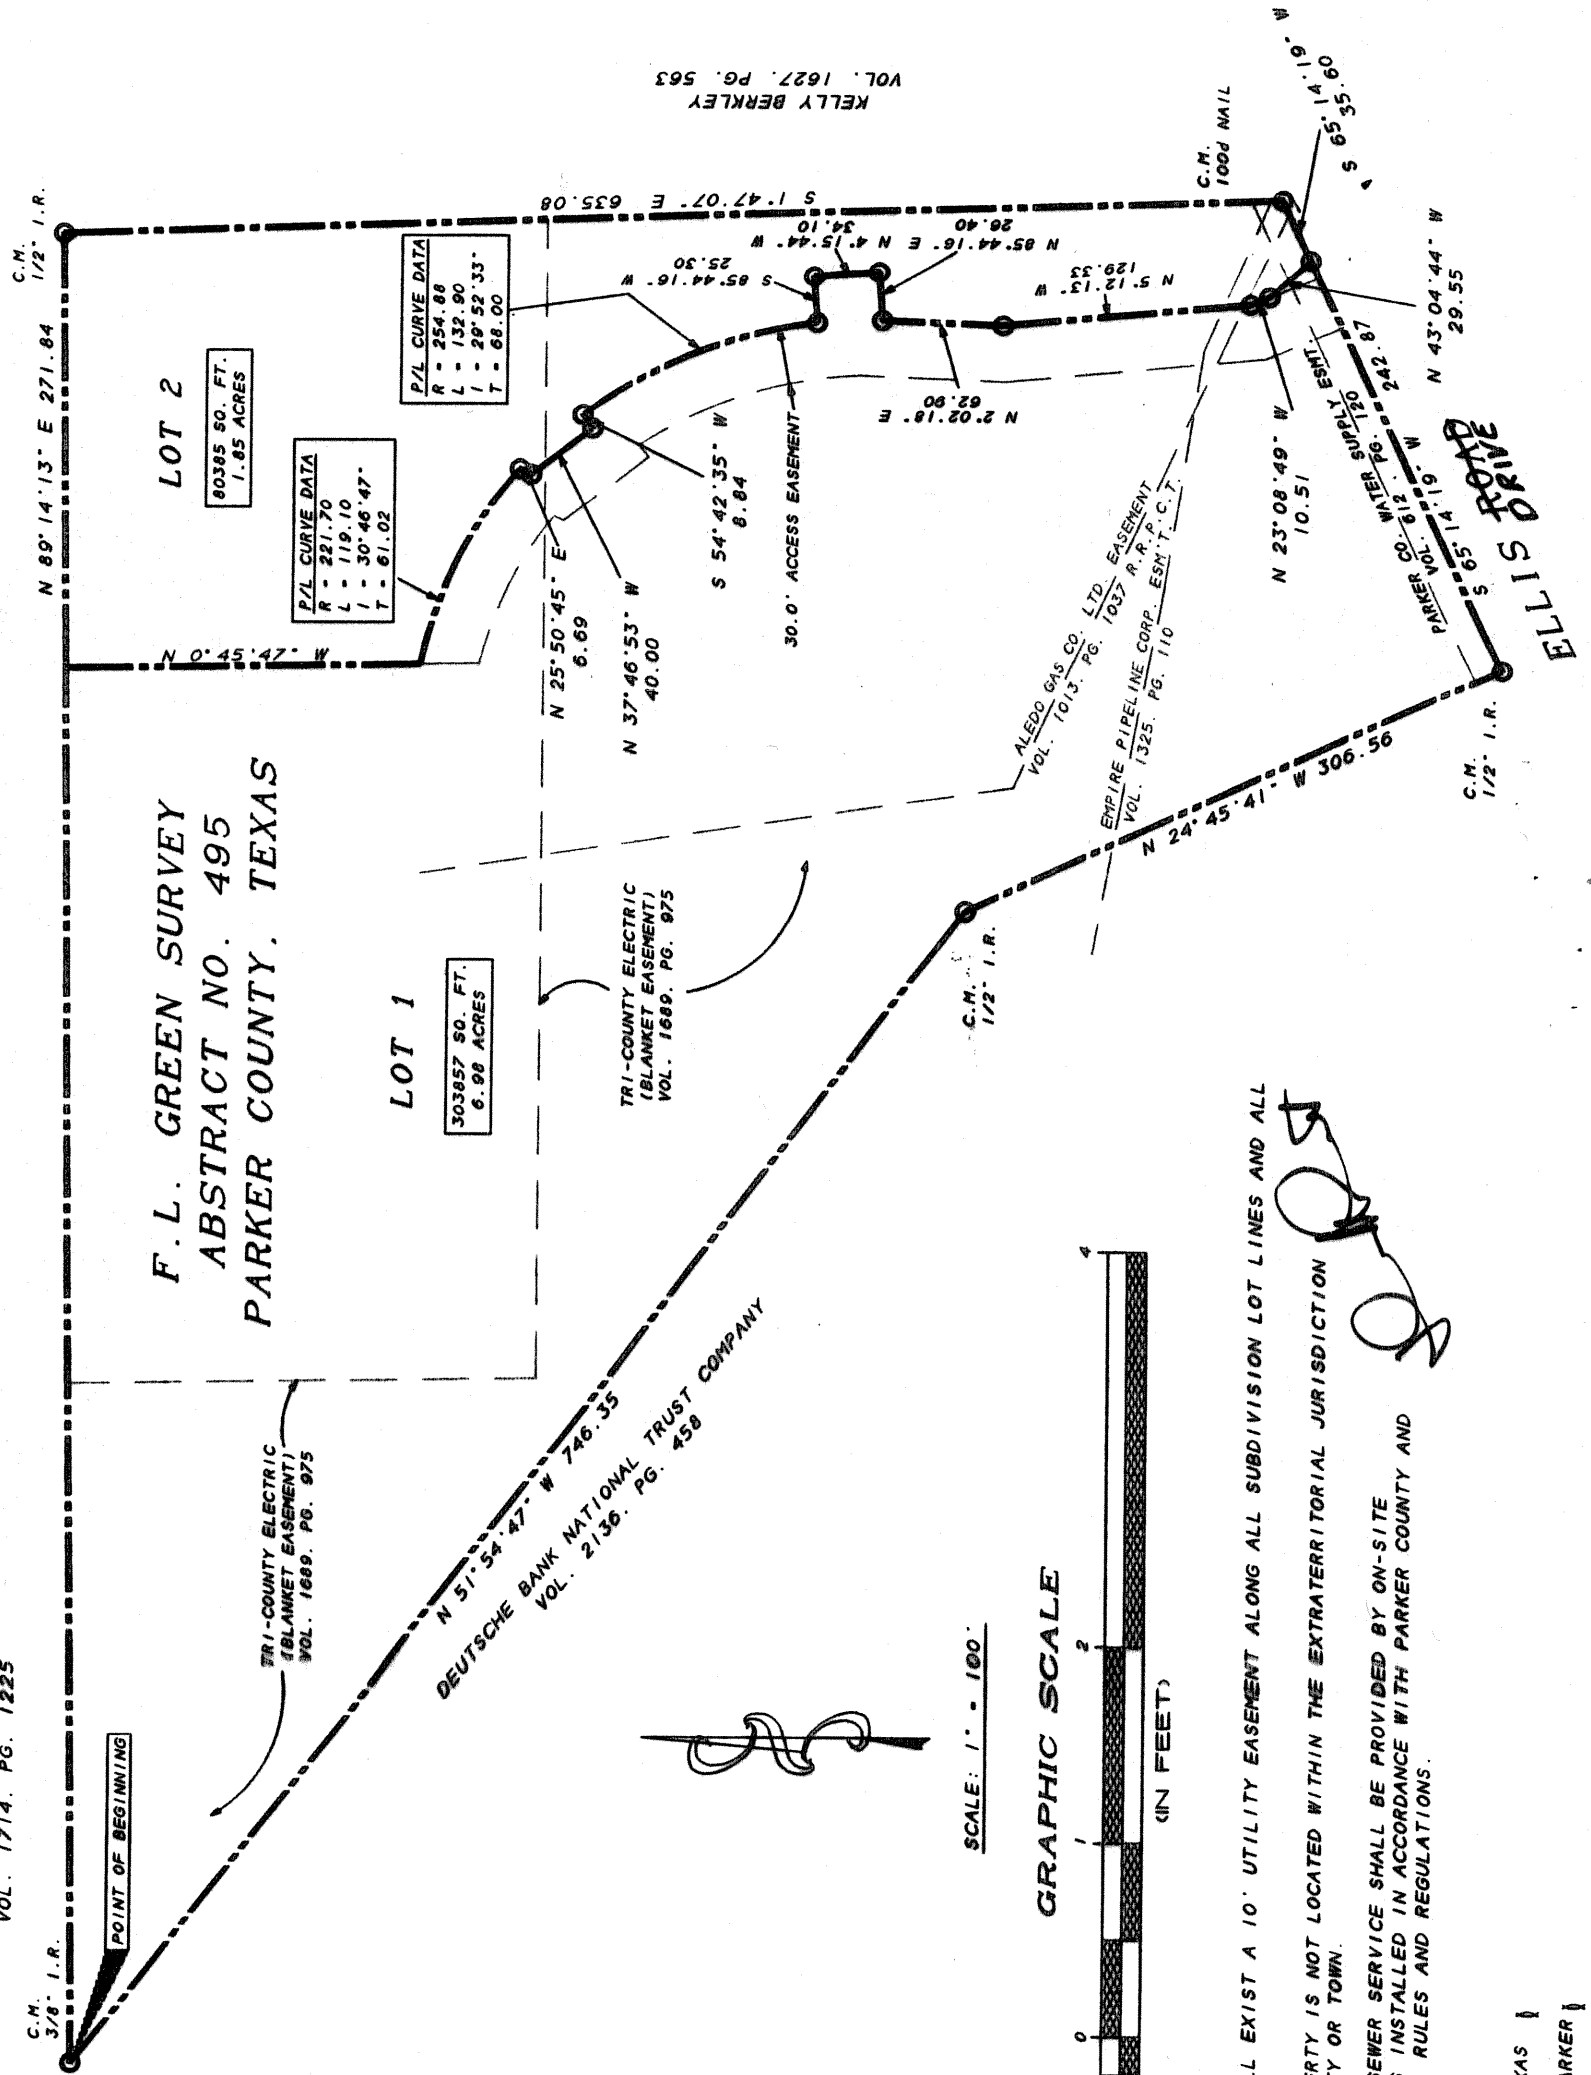 VOL. 1714. PG. 1225
C.M.
3/8" I.R.
POINT OF BEGINNING
N 89°14'13" E 271.84
C.M.
1/2" I.R.
LOT 2
80385 SQ. FT.
1.85 ACRES
P/L CURVE DATA
R - 221.70
L - 119.10
I - 30°46'47"
T - 61.02
P/L CURVE DATA
R - 254.88
L - 132.90
I - 29°52'33"
T - 68.00
N 0°45'47" W
S 1°47'07" E 635.08
KELLY BERKLEY
VOL. 1627. PG. 563
F.L. GREEN SURVEY
ABSTRACT NO. 495
PARKER COUNTY, TEXAS
LOT 1
303857 SQ. FT.
6.98 ACRES
TRI-COUNTY ELECTRIC
(BLANKET EASEMENT)
VOL. 1689. PG. 975
TRI-COUNTY ELECTRIC
(BLANKET EASEMENT)
VOL. 1689. PG. 975
N 25°50'45" E
6.69
N 37°46'53" W
40.00
S 54°42'35" W
8.84
30.0' ACCESS EASEMENT
S 85°44'16" W
25.30
N 4°15'44" W
34.10
N 85°44'16" E
26.40
N 2°02'18" E
62.90
N 5°12'13" W
129.33
C.M.
100d NAIL
S 65°14'19" W
35.60
N 43°04'44" W
29.55
N 23°08'49" W
10.51
ALEDO GAS CO. LTD. EASEMENT
VOL. 1013. PG. 1037 R.R.P.C.T.
EMPIRE PIPELINE CORP. ESM'T.
VOL. 1325. PG. 110
PARKER CO. WATER SUPPLY ESMT.
VOL. 612. PG. 120
S 65°14'19" W 242.87
ELLIS ROAD
DRIVE
C.M.
1/2" I.R.
N 24°45'41" W 306.56
C.M.
1/2" I.R.
N 51°54'47" W 746.35
DEUTSCHE BANK NATIONAL TRUST COMPANY
VOL. 2136. PG. 458
SCALE: 1" - 100'
GRAPHIC SCALE
0 1 2 4
(IN FEET)
LL EXIST A 10' UTILITY EASEMENT ALONG ALL SUBDIVISION LOT LINES AND ALL
ERTY IS NOT LOCATED WITHIN THE EXTRATERRITORIAL JURISDICTION
TY OR TOWN.
SEWER SERVICE SHALL BE PROVIDED BY ON-SITE
S INSTALLED IN ACCORDANCE WITH PARKER COUNTY AND
RULES AND REGULATIONS.
XAS
ARKER